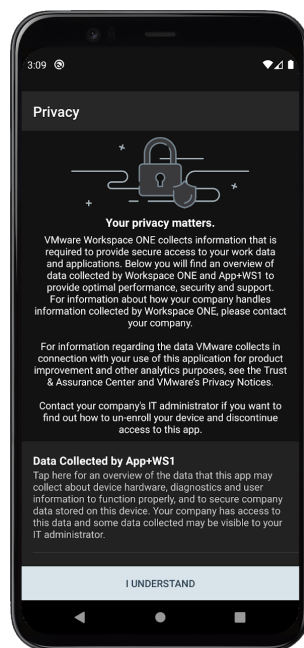 3:09
Privacy
Your privacy matters.
VMware Workspace ONE collects information that is
required to provide secure access to your work data
and applications. Below you will find an overview of
data collected by Workspace ONE and App+WS1 to
provide optimal performance, security and support.
For information about how your company handles
information collected by Workspace ONE, please contact
your company.
For information regarding the data VMware collects in
connection with your use of this application for product
improvement and other analytics purposes, see the Trust
& Assurance Center and VMware's Privacy Notices.
Contact your company's IT administrator if you want to
find out how to un-enroll your device and discontinue
access to this app.
Data Collected by App+WS1
Tap here for an overview of the data that this app may
collect about device hardware, diagnostics and user
information to function properly, and to secure company
data stored on this device. Your company has access to
this data and some data collected may be visible to your
IT administrator.
I UNDERSTAND